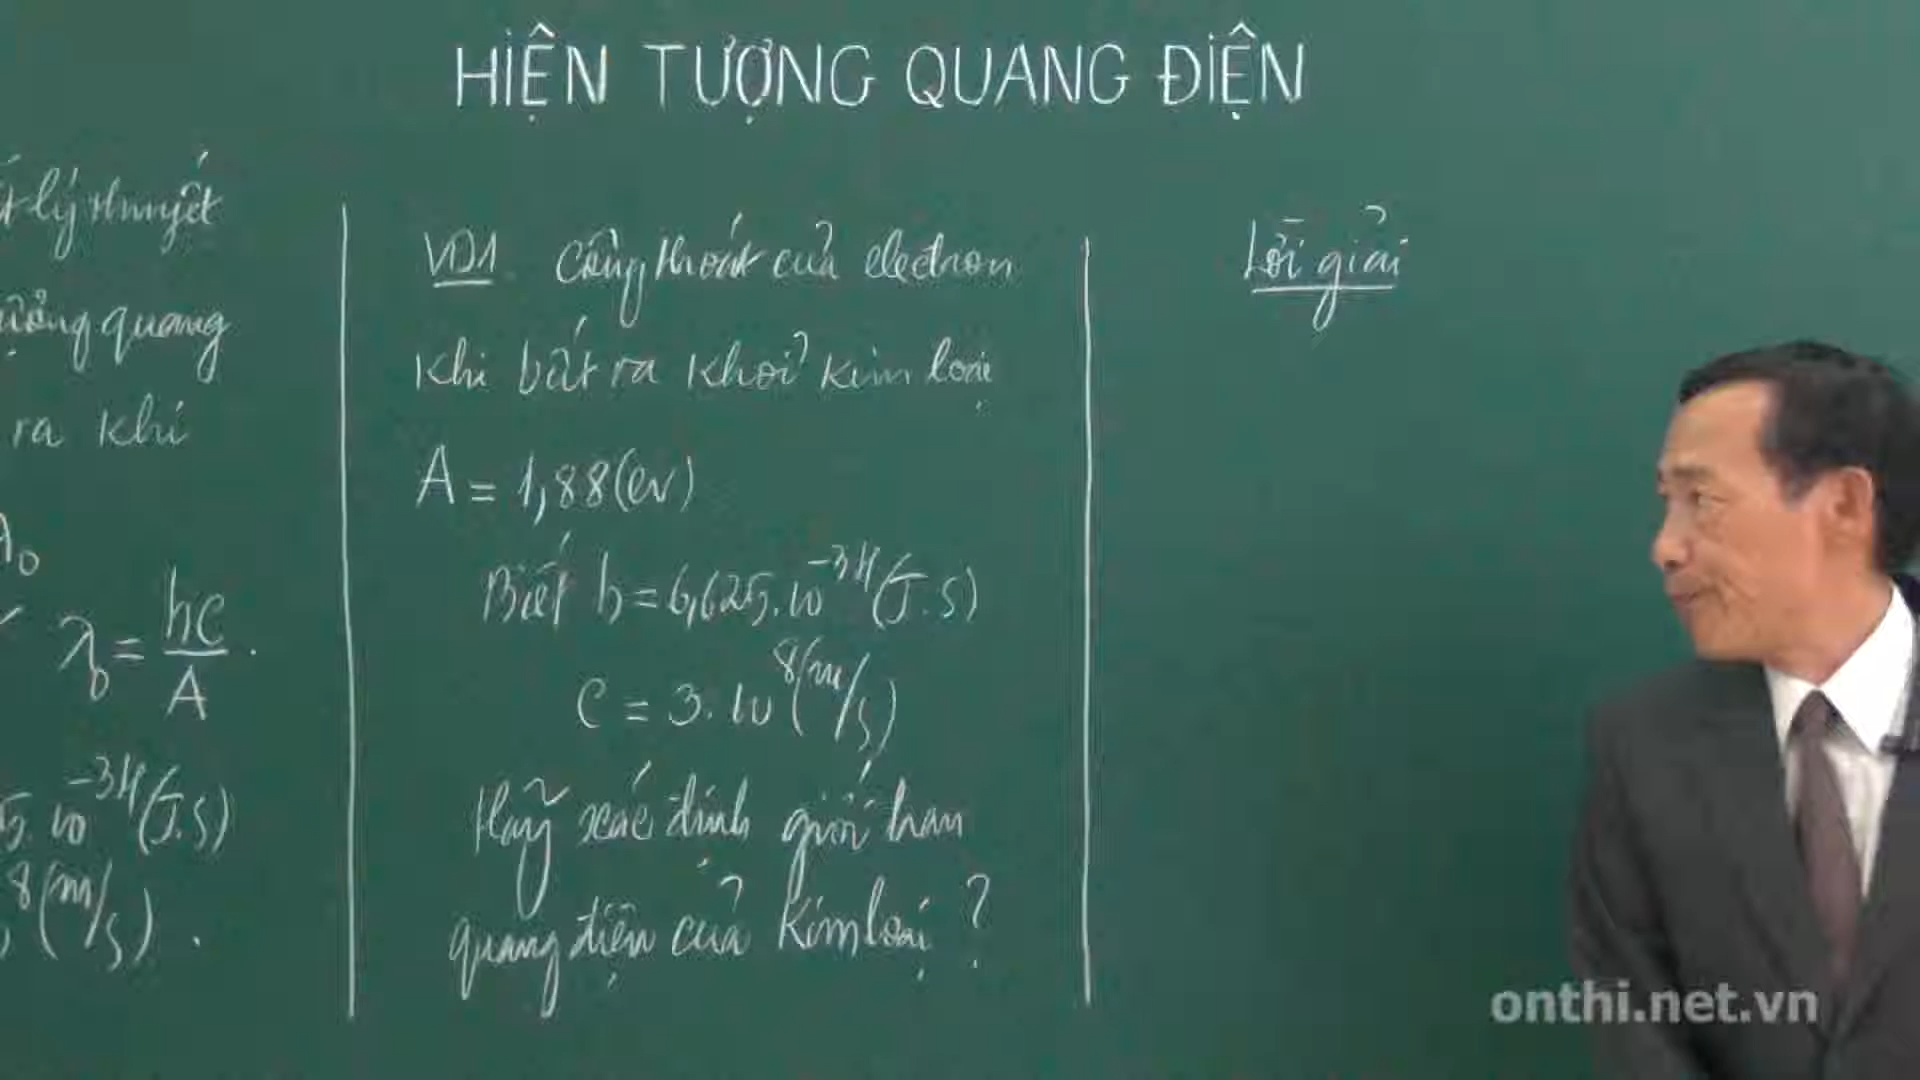 HIỆN TƯỢNG QUANG ĐIỆN
lý thuyết
quang
ra khỉ
λ₀ = hc/A .
5.10⁻³⁴(J.S)
8(m/s) .
VD1. Công thoát của electron
khi bứt ra khỏi kim loại
A = 1,88(ev)
Biết h = 6,625.10⁻³⁴(J.S)
C = 3.10⁸(m/s)
Hãy xác định giới hạn
quang điện của kim loại ?
Lời giải
onthi.net.vn